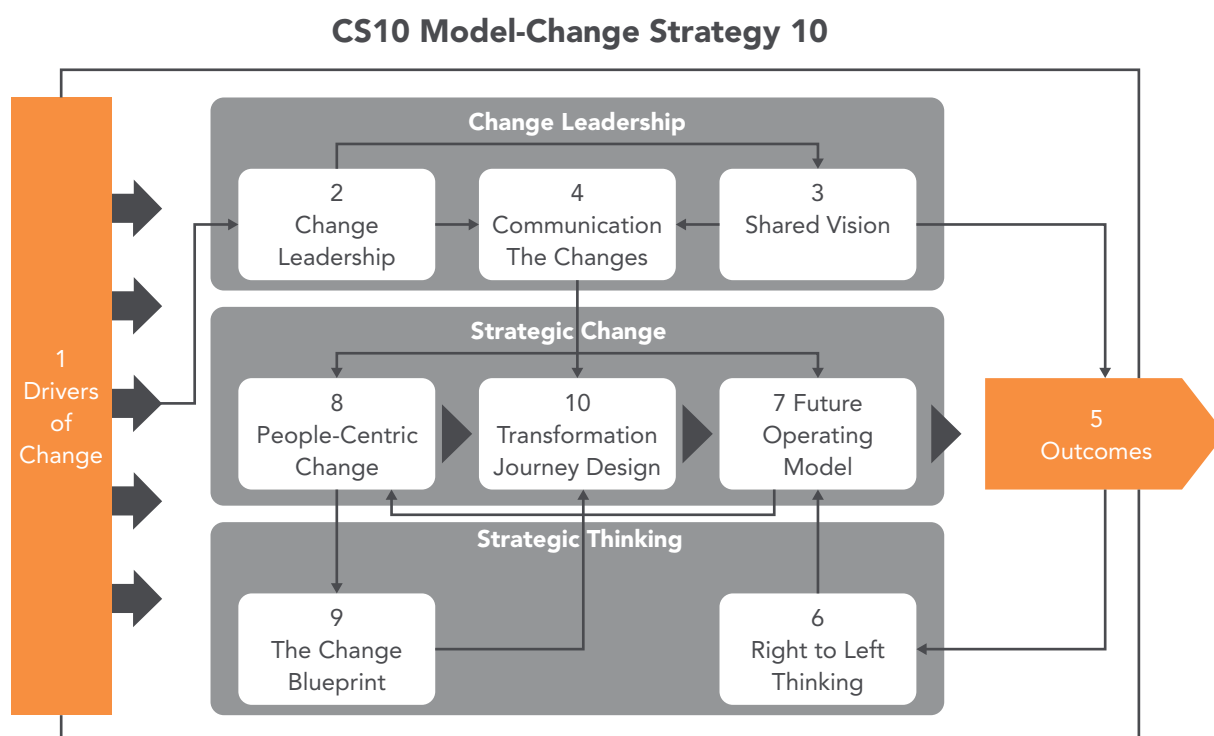 CS10 Model-Change Strategy 10
Change Leadership
2
Change
Leadership
4
Communication
The Changes
3
Shared Vision
Strategic Change
1
Drivers
of
Change
8
People-Centric
Change
10
Transformation
Journey Design
7 Future
Operating
Model
5
Outcomes
Strategic Thinking
9
The Change
Blueprint
6
Right to Left
Thinking